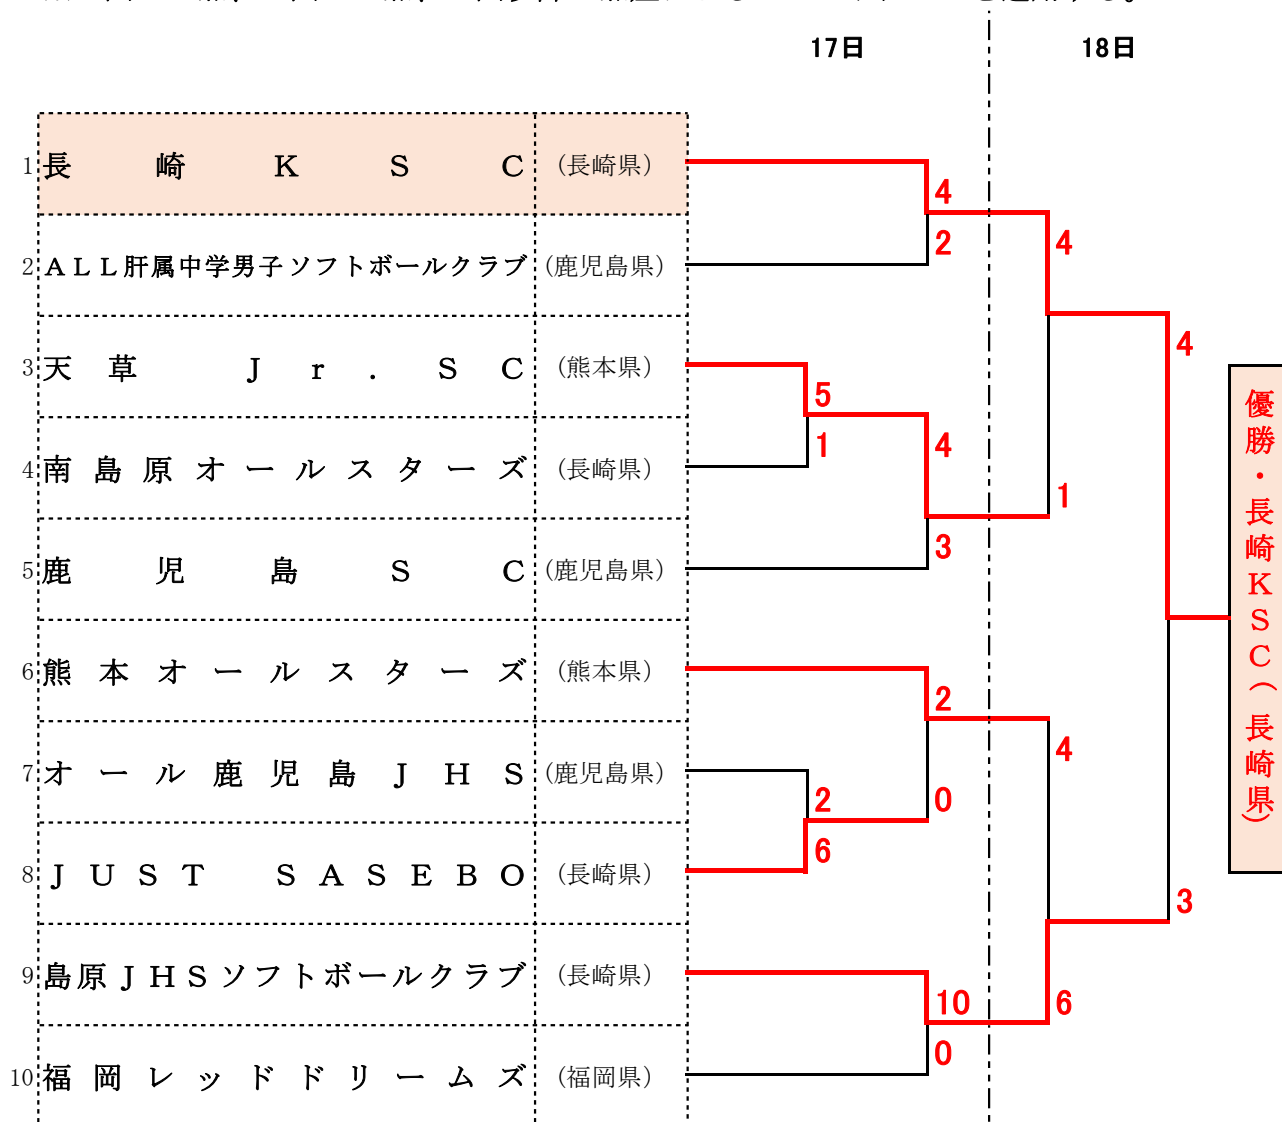 17日
18日
1 長崎KSC (長崎県)
2 ALL肝属中学男子ソフトボールクラブ (鹿児島県)
3 天草 Jr.SC (熊本県)
4 南島原オールスターズ (長崎県)
5 鹿児島SC (鹿児島県)
6 熊本オールスターズ (熊本県)
7 オール鹿児島JHS (鹿児島県)
8 JUST SASEBO (長崎県)
9 島原JHSソフトボールクラブ (長崎県)
10 福岡レッドドリームズ (福岡県)
4
2
5
1
4
3
2
0
2
6
10
0
4
1
4
6
4
3
優勝・長崎KSC(長崎県)